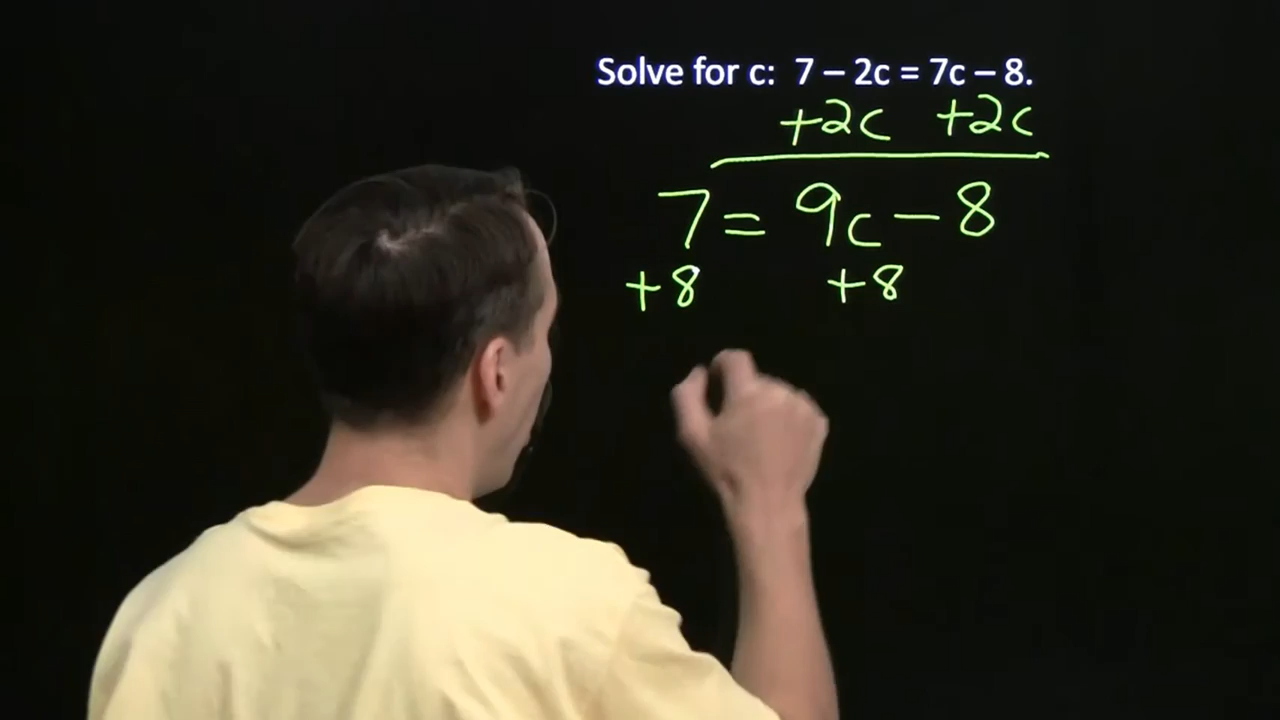 Solve for c: 7 – 2c = 7c – 8.
+2c +2c
7 = 9c – 8
+8 +8